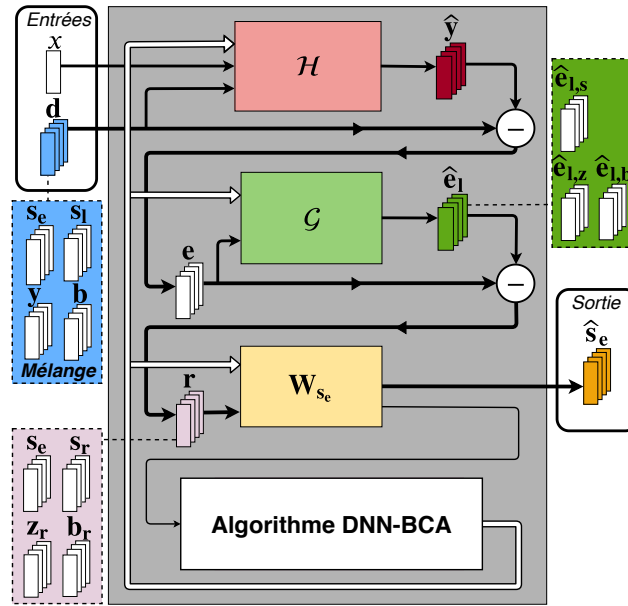 Entrées
x
d
s_e s_l
y b
Mélange
H
ŷ
−
G
ê_l
e
−
ê_{l,s}
ê_{l,z} ê_{l,b}
Sortie
ŝ_e
r
W_{s_e}
s_e s_r
z_r b_r
Algorithme DNN-BCA